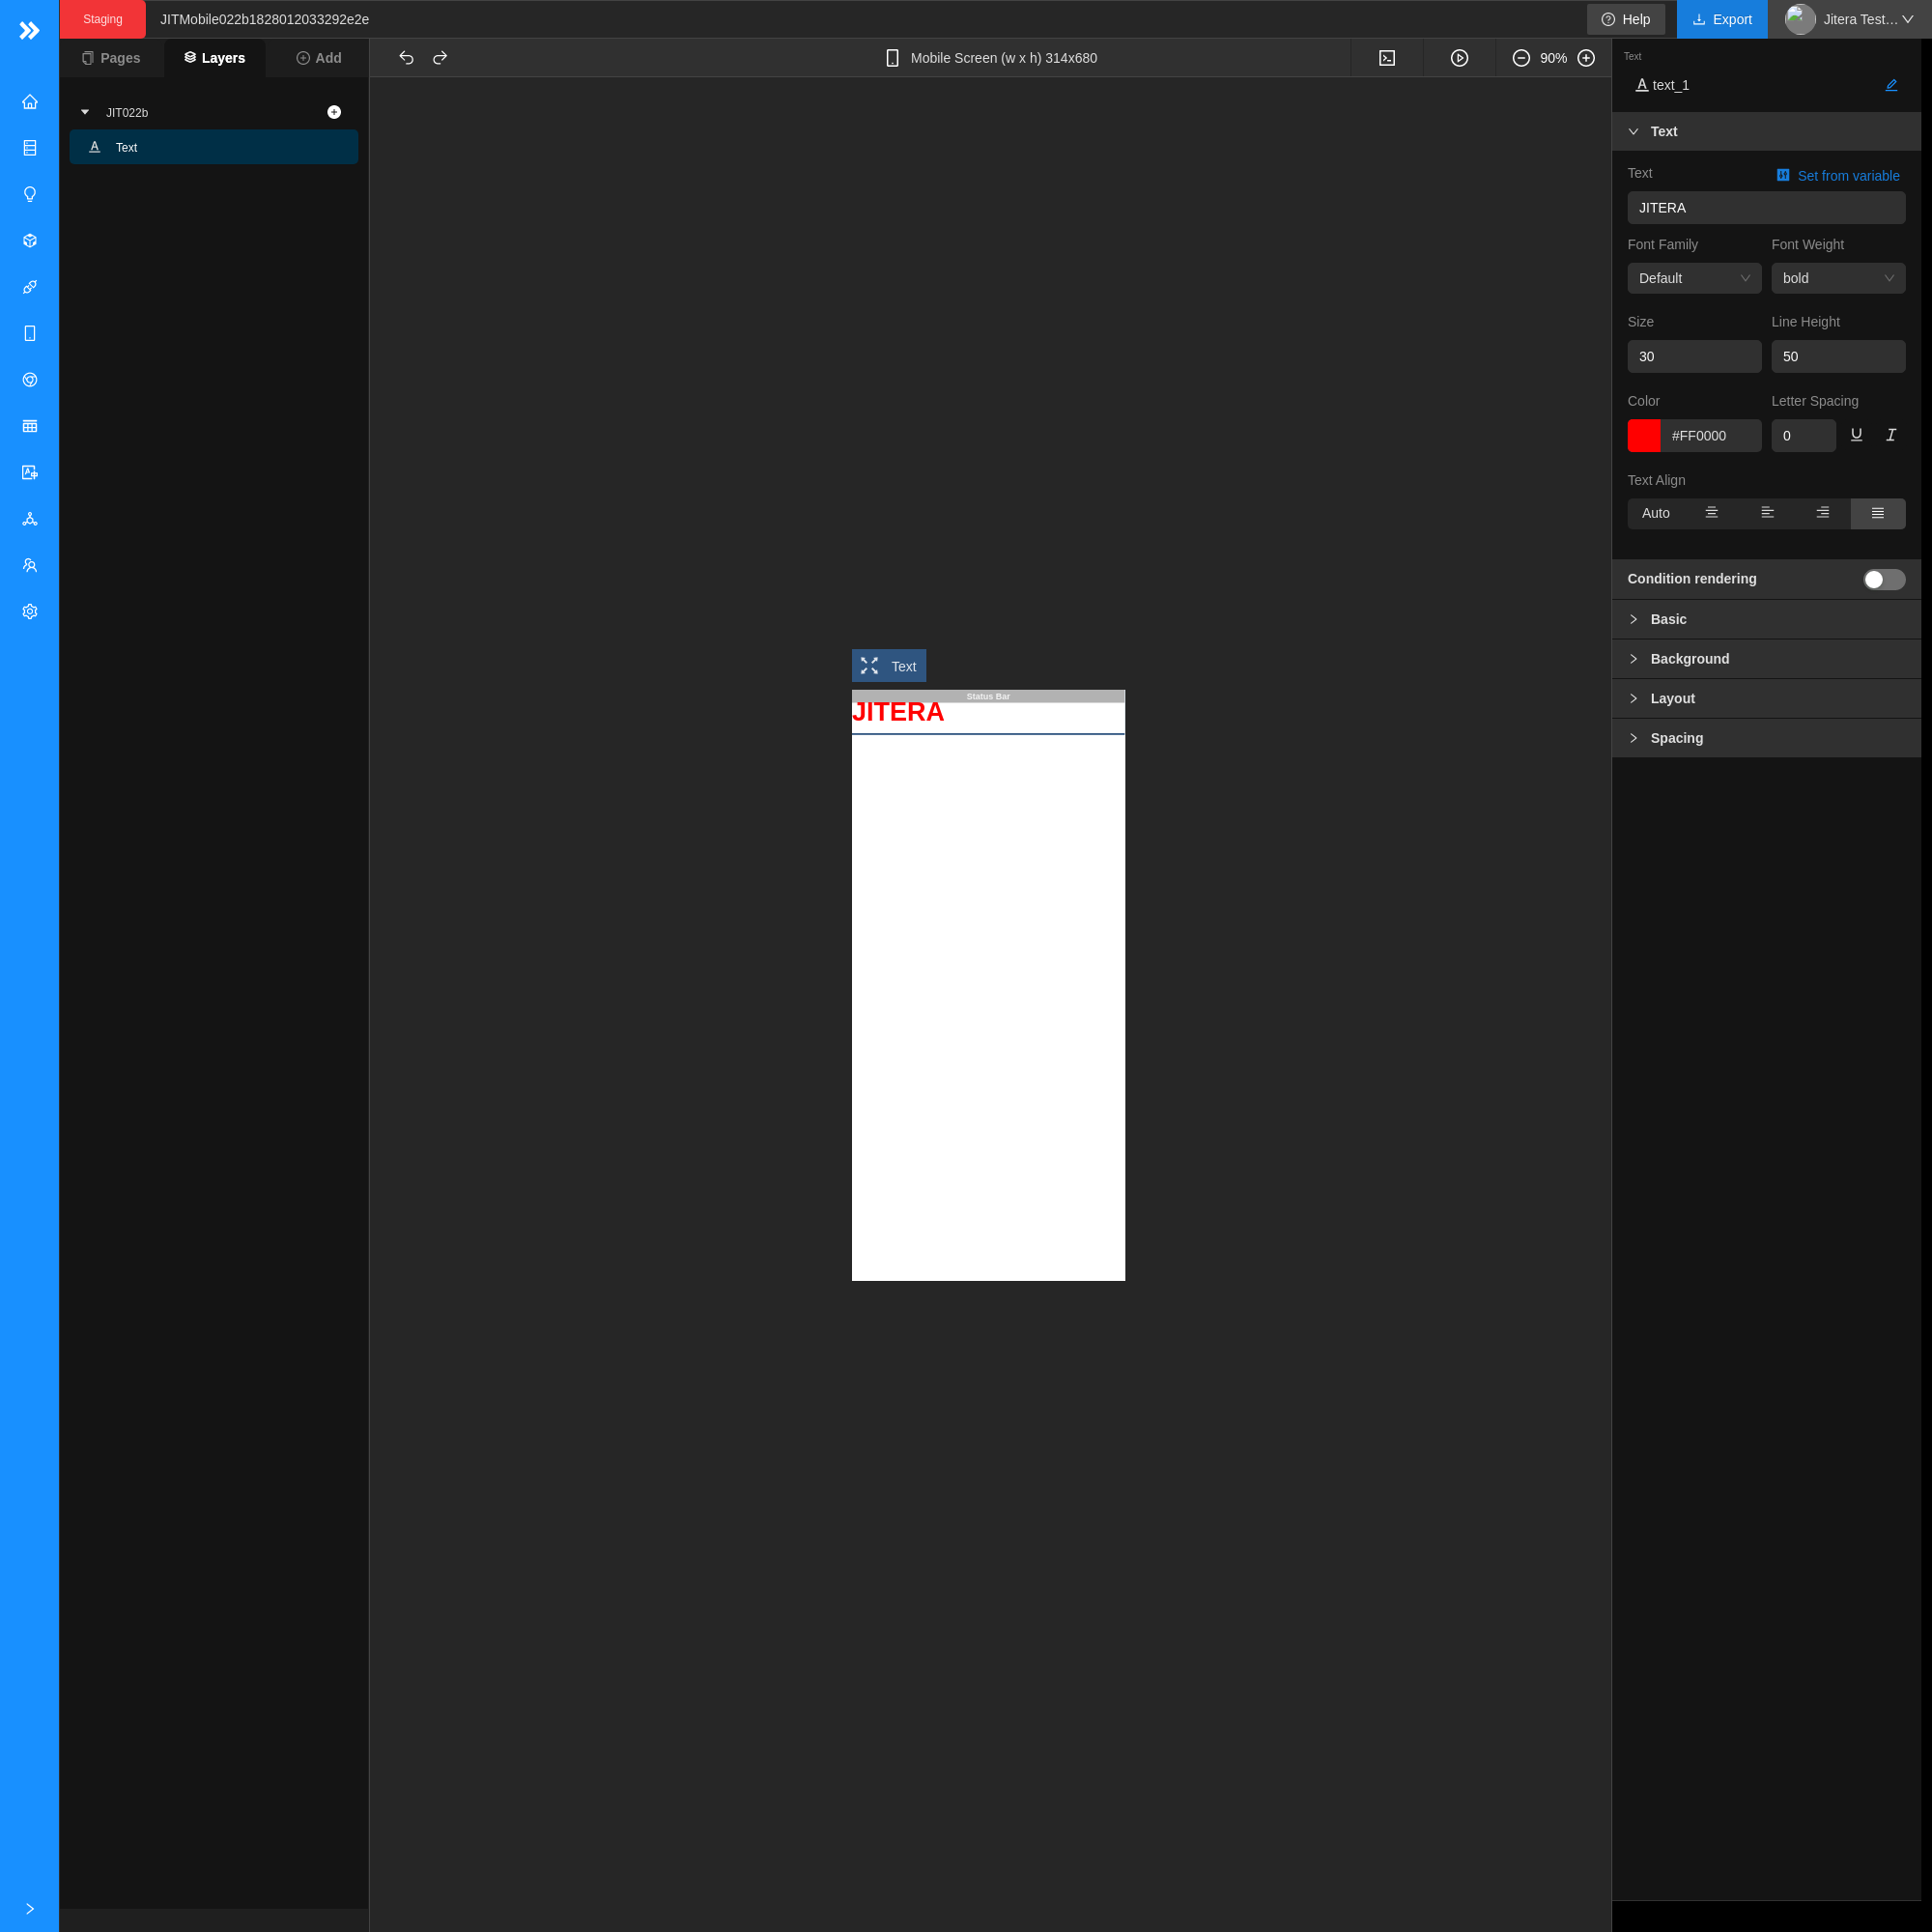 Staging
JITMobile022b1828012033292e2e
Help
Export
Jitera Test…
Pages
Layers
Add
Mobile Screen (w x h) 314x680
90%
JIT022b
Text
Text
Status Bar
JITERA
Text
text_1
Text
Text
Set from variable
JITERA
Font Family
Font Weight
Default
bold
Size
Line Height
30
50
Color
Letter Spacing
#FF0000
0
Text Align
Auto
Condition rendering
Basic
Background
Layout
Spacing